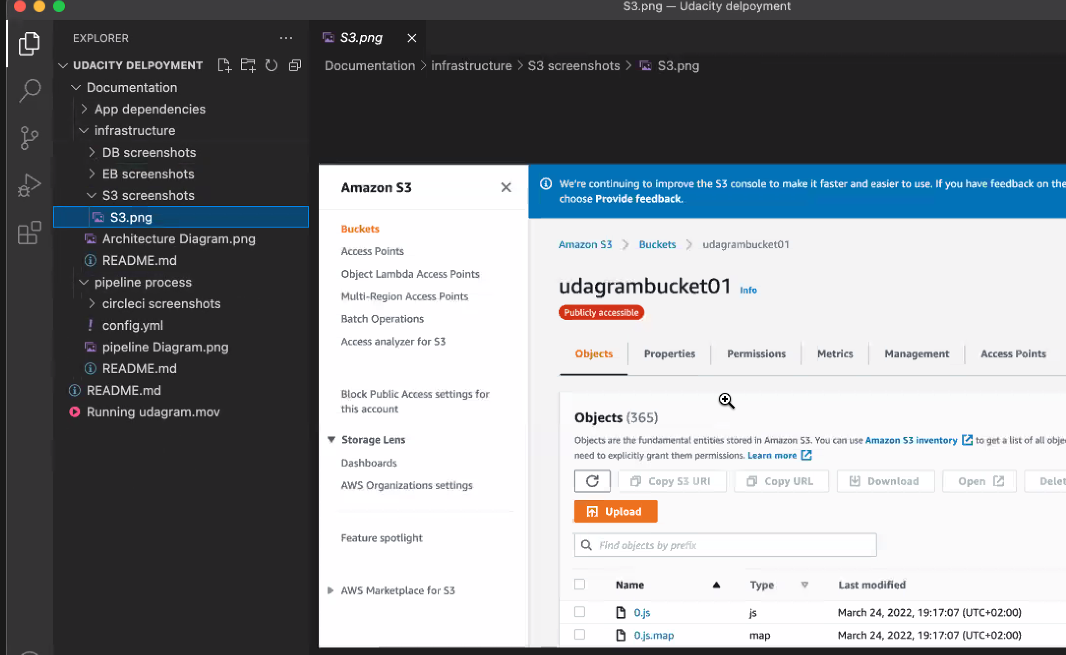 S3.png — Udacity delpoyment
EXPLORER
S3.png
UDACITY DELPOYMENT
Documentation
App dependencies
infrastructure
DB screenshots
EB screenshots
S3 screenshots
S3.png
Architecture Diagram.png
README.md
pipeline process
circleci screenshots
config.yml
pipeline Diagram.png
README.md
README.md
Running udagram.mov
Documentation > infrastructure > S3 screenshots > S3.png
Amazon S3
Buckets
Access Points
Object Lambda Access Points
Multi-Region Access Points
Batch Operations
Access analyzer for S3
Block Public Access settings for
this account
Storage Lens
Dashboards
AWS Organizations settings
Feature spotlight
AWS Marketplace for S3
We're continuing to improve the S3 console to make it faster and easier to use. If you have feedback on the
choose Provide feedback.
Amazon S3 > Buckets > udagrambucket01
udagrambucket01 Info
Publicly accessible
Objects Properties Permissions Metrics Management Access Points
Objects (365)
Objects are the fundamental entities stored in Amazon S3. You can use Amazon S3 inventory to get a list of all obje
need to explicitly grant them permissions. Learn more
Copy S3 URI Copy URL Download Open Delet
Upload
Find objects by prefix
Name Type Last modified
0.js js March 24, 2022, 19:17:07 (UTC+02:00)
0.js.map map March 24, 2022, 19:17:07 (UTC+02:00)